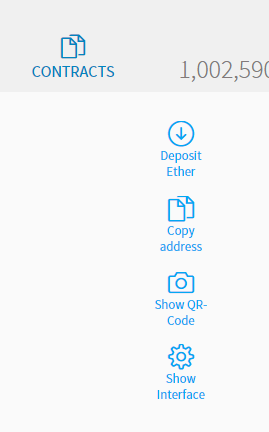 CONTRACTS
1,002,590
Deposit
Ether
Copy
address
Show QR-
Code
Show
Interface